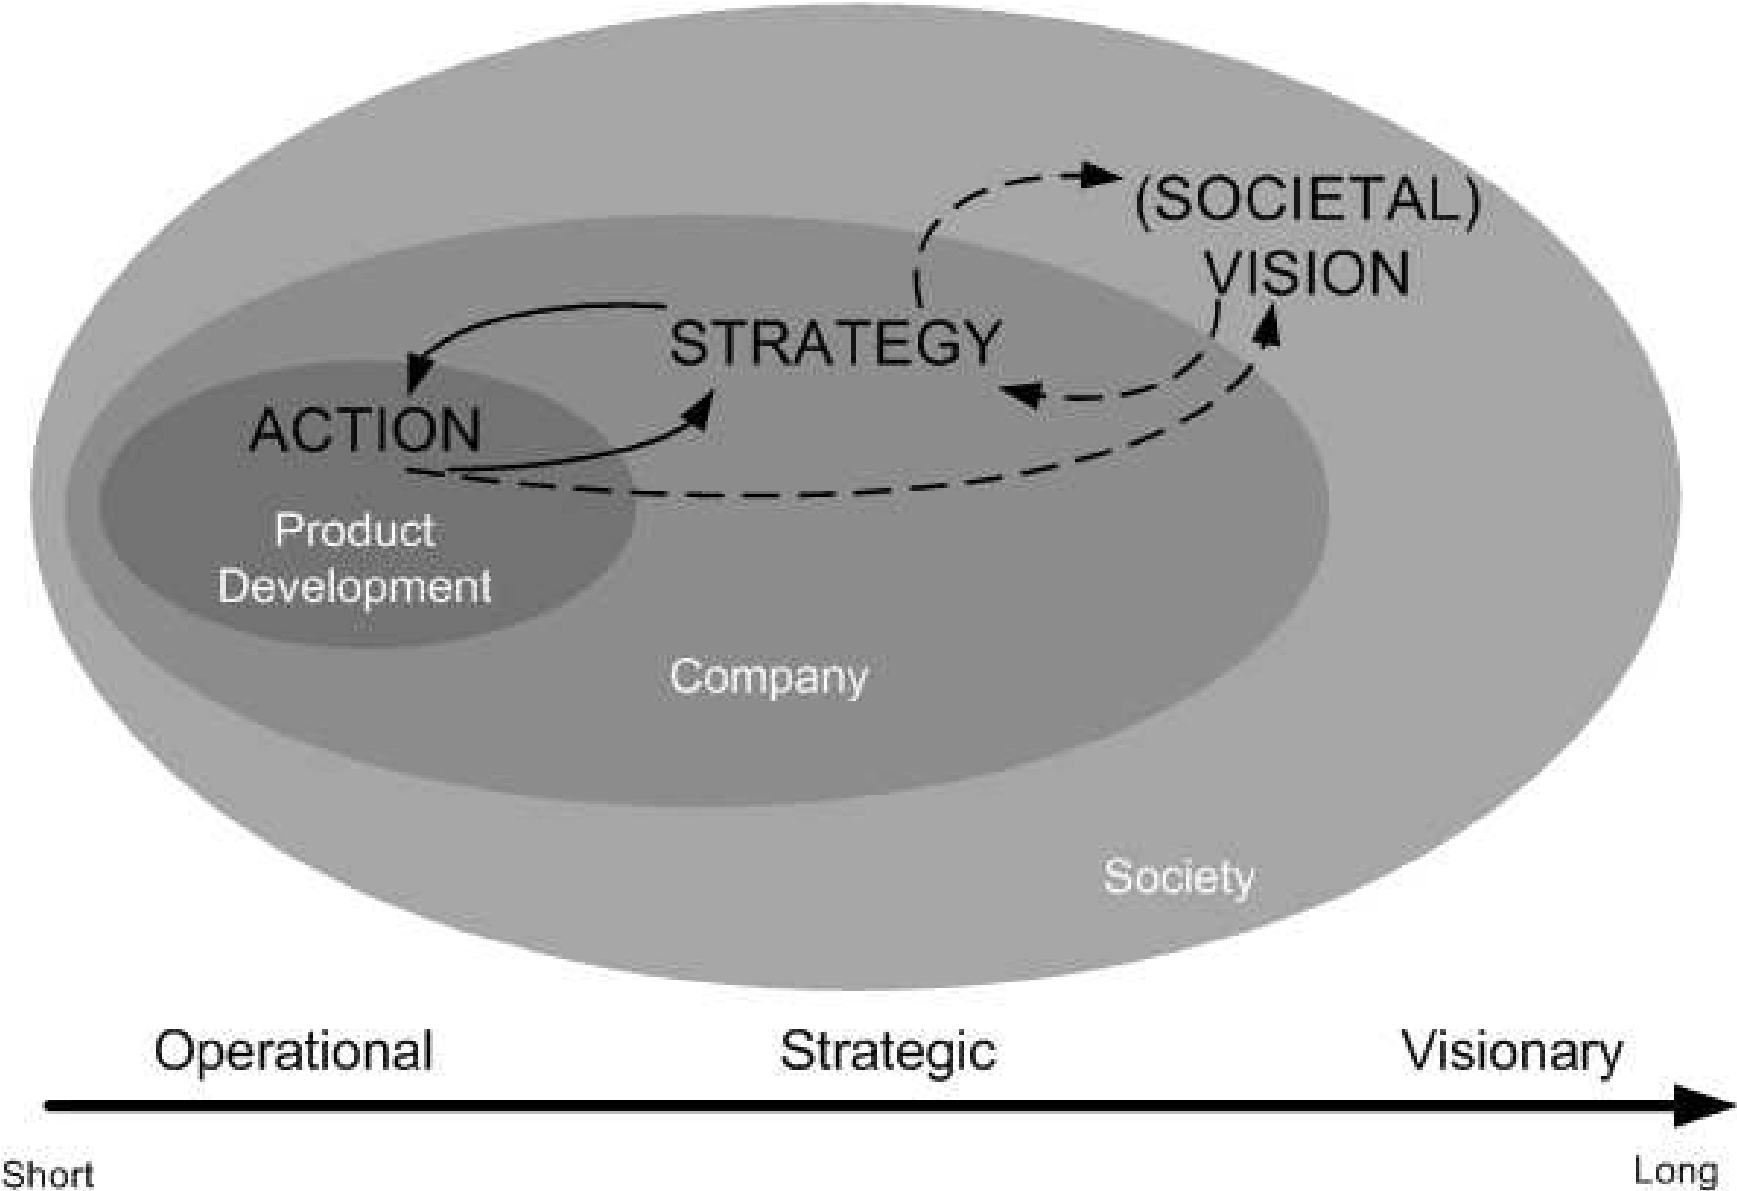 (SOCIETAL)
VISION
STRATEGY
ACTION
Product
Development
Company
Society
Operational Strategic Visionary
Short Long